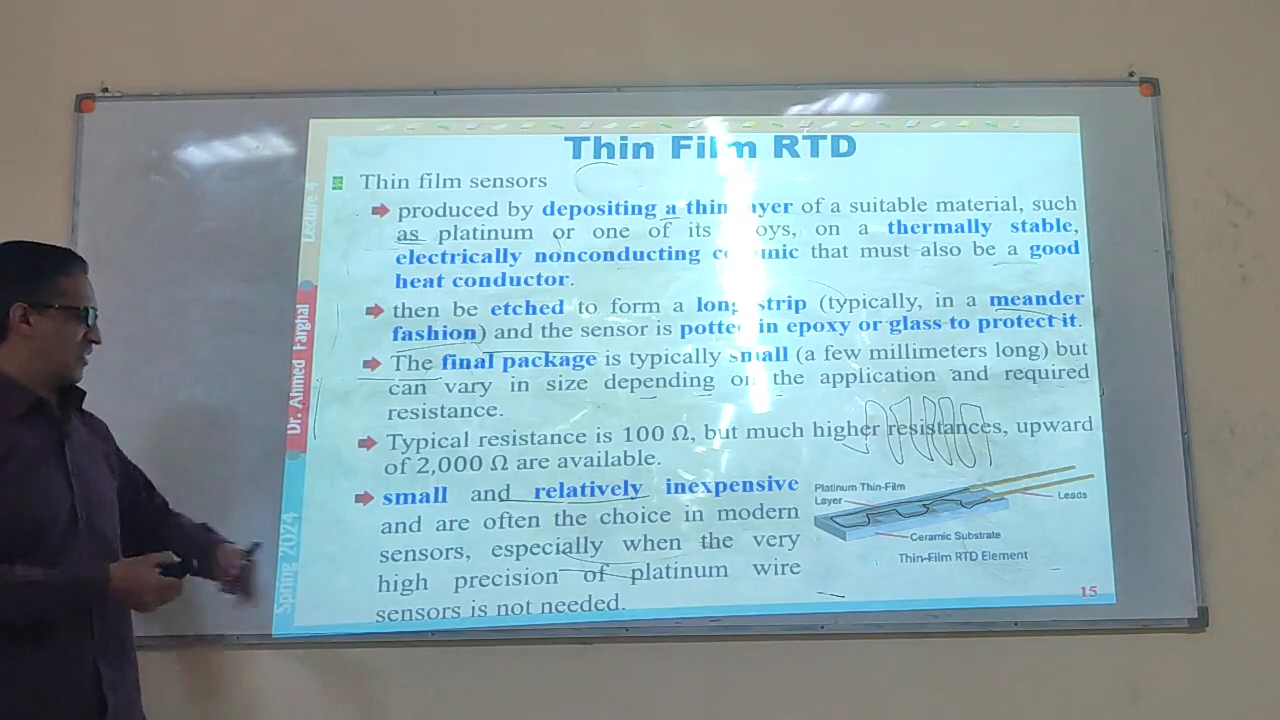 Thin Film RTD
Thin film sensors
produced by depositing a thin layer of a suitable material, such
as platinum or one of its oys, on a thermally stable,
electrically nonconducting mic that must also be a good
heat conductor.
then be etched to form a long strip (typically, in a meander
fashion) and the sensor is potted in epoxy or glass to protect it.
The final package is typically small (a few millimeters long) but
can vary in size depending on the application and required
resistance.
Typical resistance is 100 Ω, but much higher resistances, upward
of 2,000 Ω are available.
small and relatively inexpensive
and are often the choice in modern
sensors, especially when the very
high precision of platinum wire
sensors is not needed.
Platinum Thin-Film
Layer
Leads
Ceramic Substrate
Thin-Film RTD Element
15
Lecture 4
Dr. Ahmed Farghal
Spring 2024